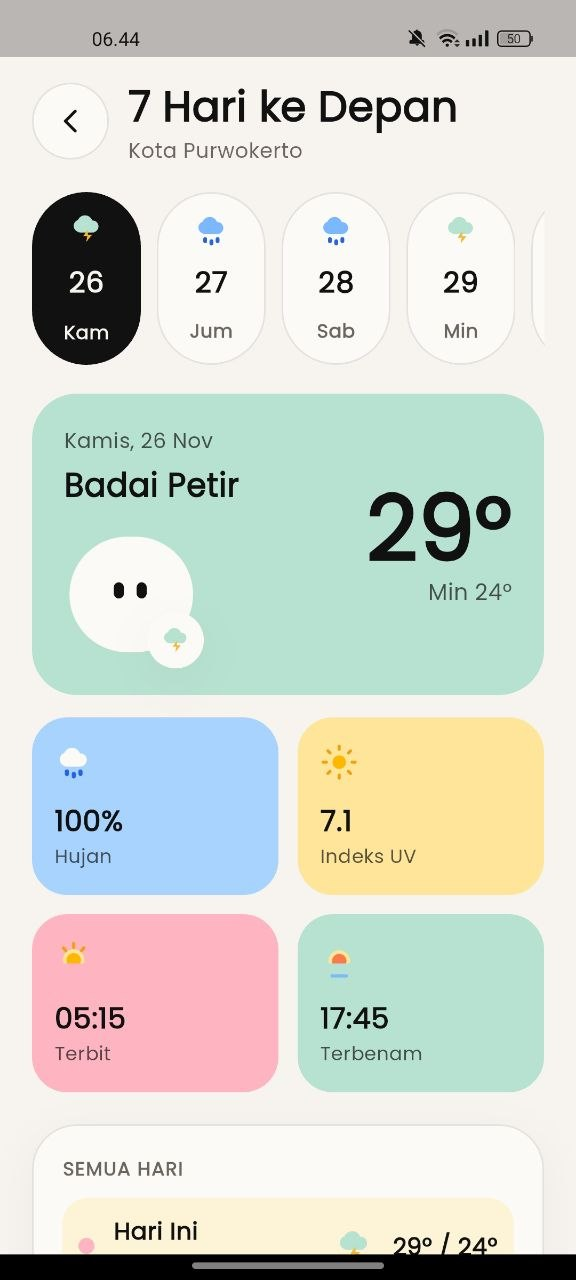 06.44
50
7 Hari ke Depan
Kota Purwokerto
26
Kam
27
Jum
28
Sab
29
Min
Kamis, 26 Nov
Badai Petir
29°
Min 24°
100%
Hujan
7.1
Indeks UV
05:15
Terbit
17:45
Terbenam
SEMUA HARI
Hari Ini
29° / 24°